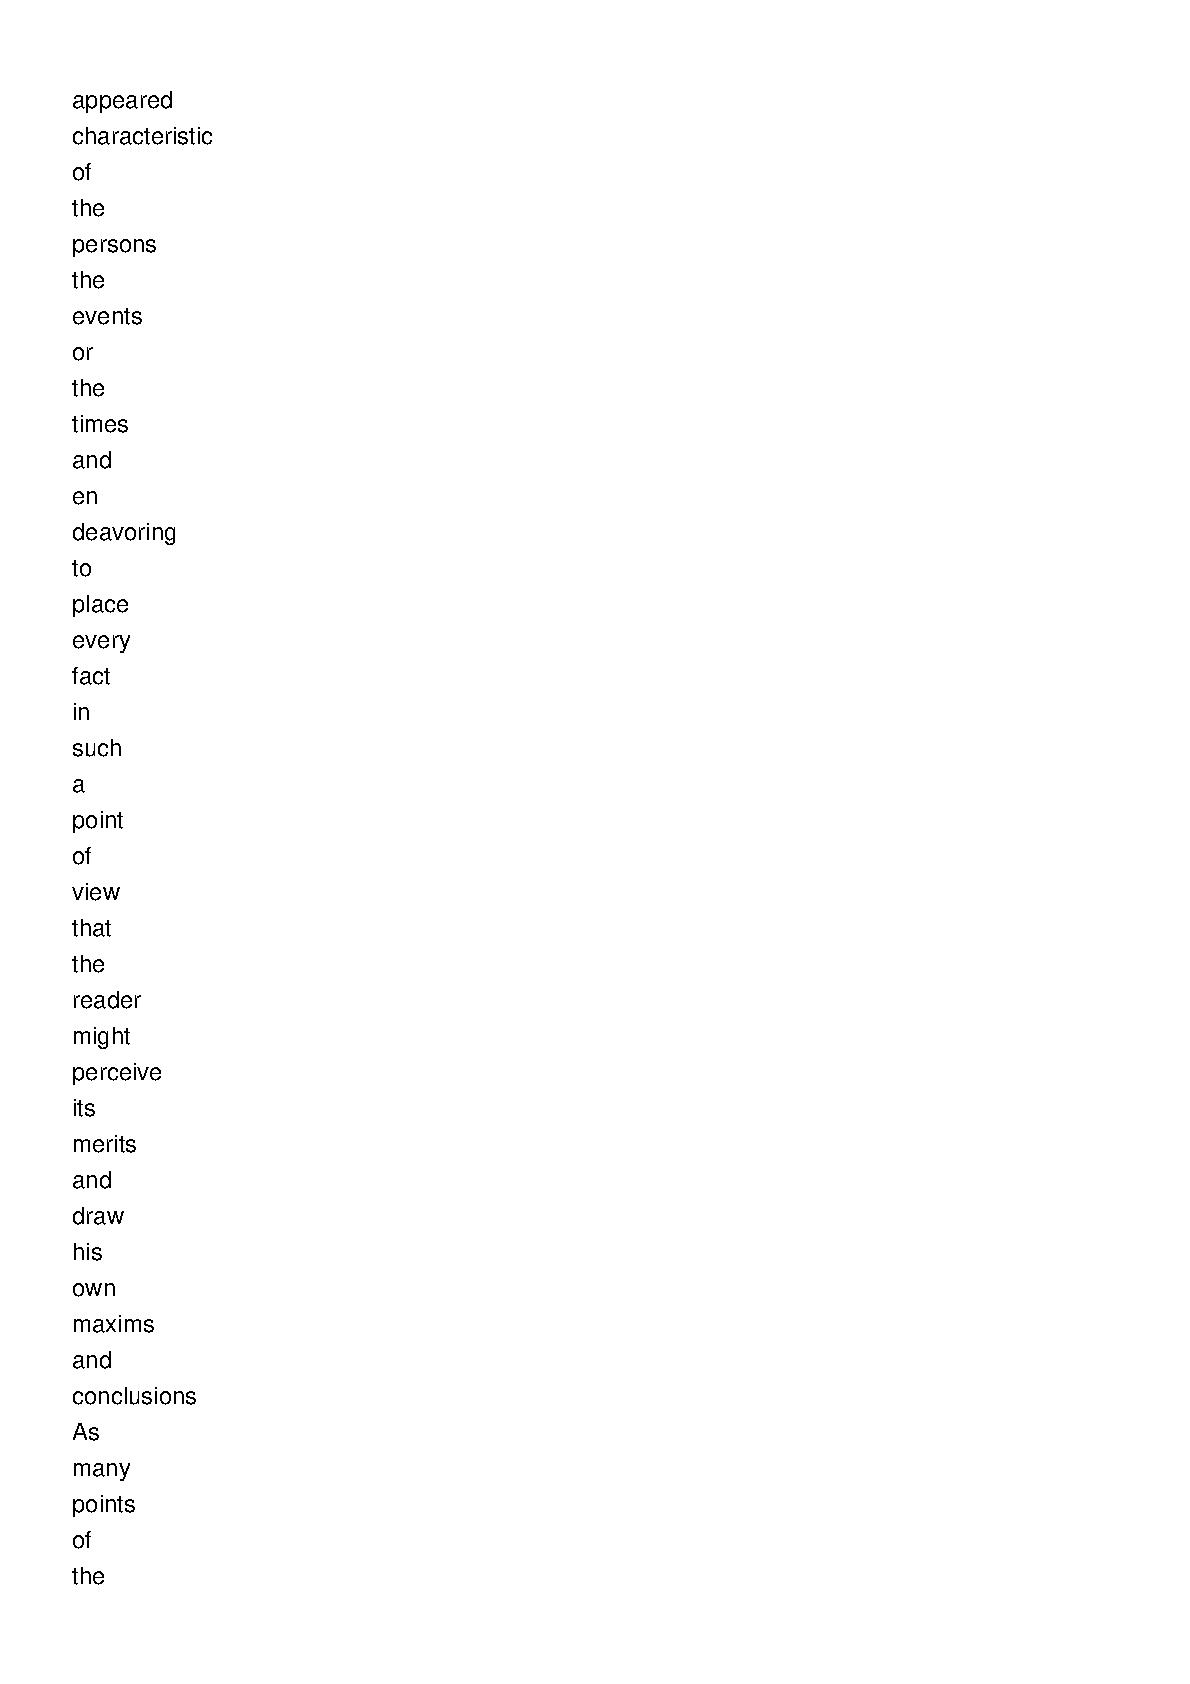 appeared
characteristic
of
the
persons
the
events
or
the
times
and
en
deavoring
to
place
every
fact
in
such
a
point
of
view
that
the
reader
might
perceive
its
merits
and
draw
his
own
maxims
and
conclusions
As
many
points
of
the